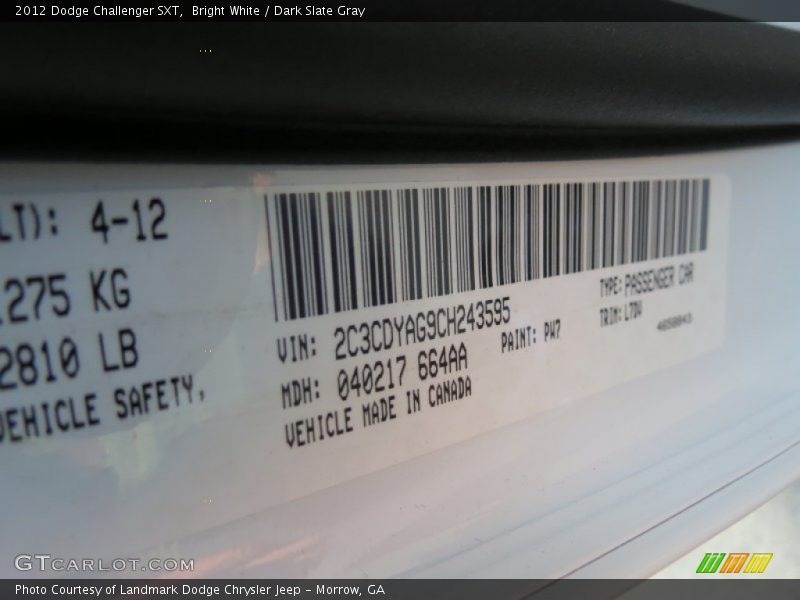 2012 Dodge Challenger SXT,  Bright White / Dark Slate Gray
LT): 4-12
1275 KG
2810 LB
VEHICLE SAFETY,
VIN: 2C3CDYAG9CH243595
MDH: 040217 664AA
VEHICLE MADE IN CANADA
PAINT: PW7
TYPE: PASSENGER CAR
TRIM: L7DV
GTCARLOT.COM
Photo Courtesy of Landmark Dodge Chrysler Jeep – Morrow, GA